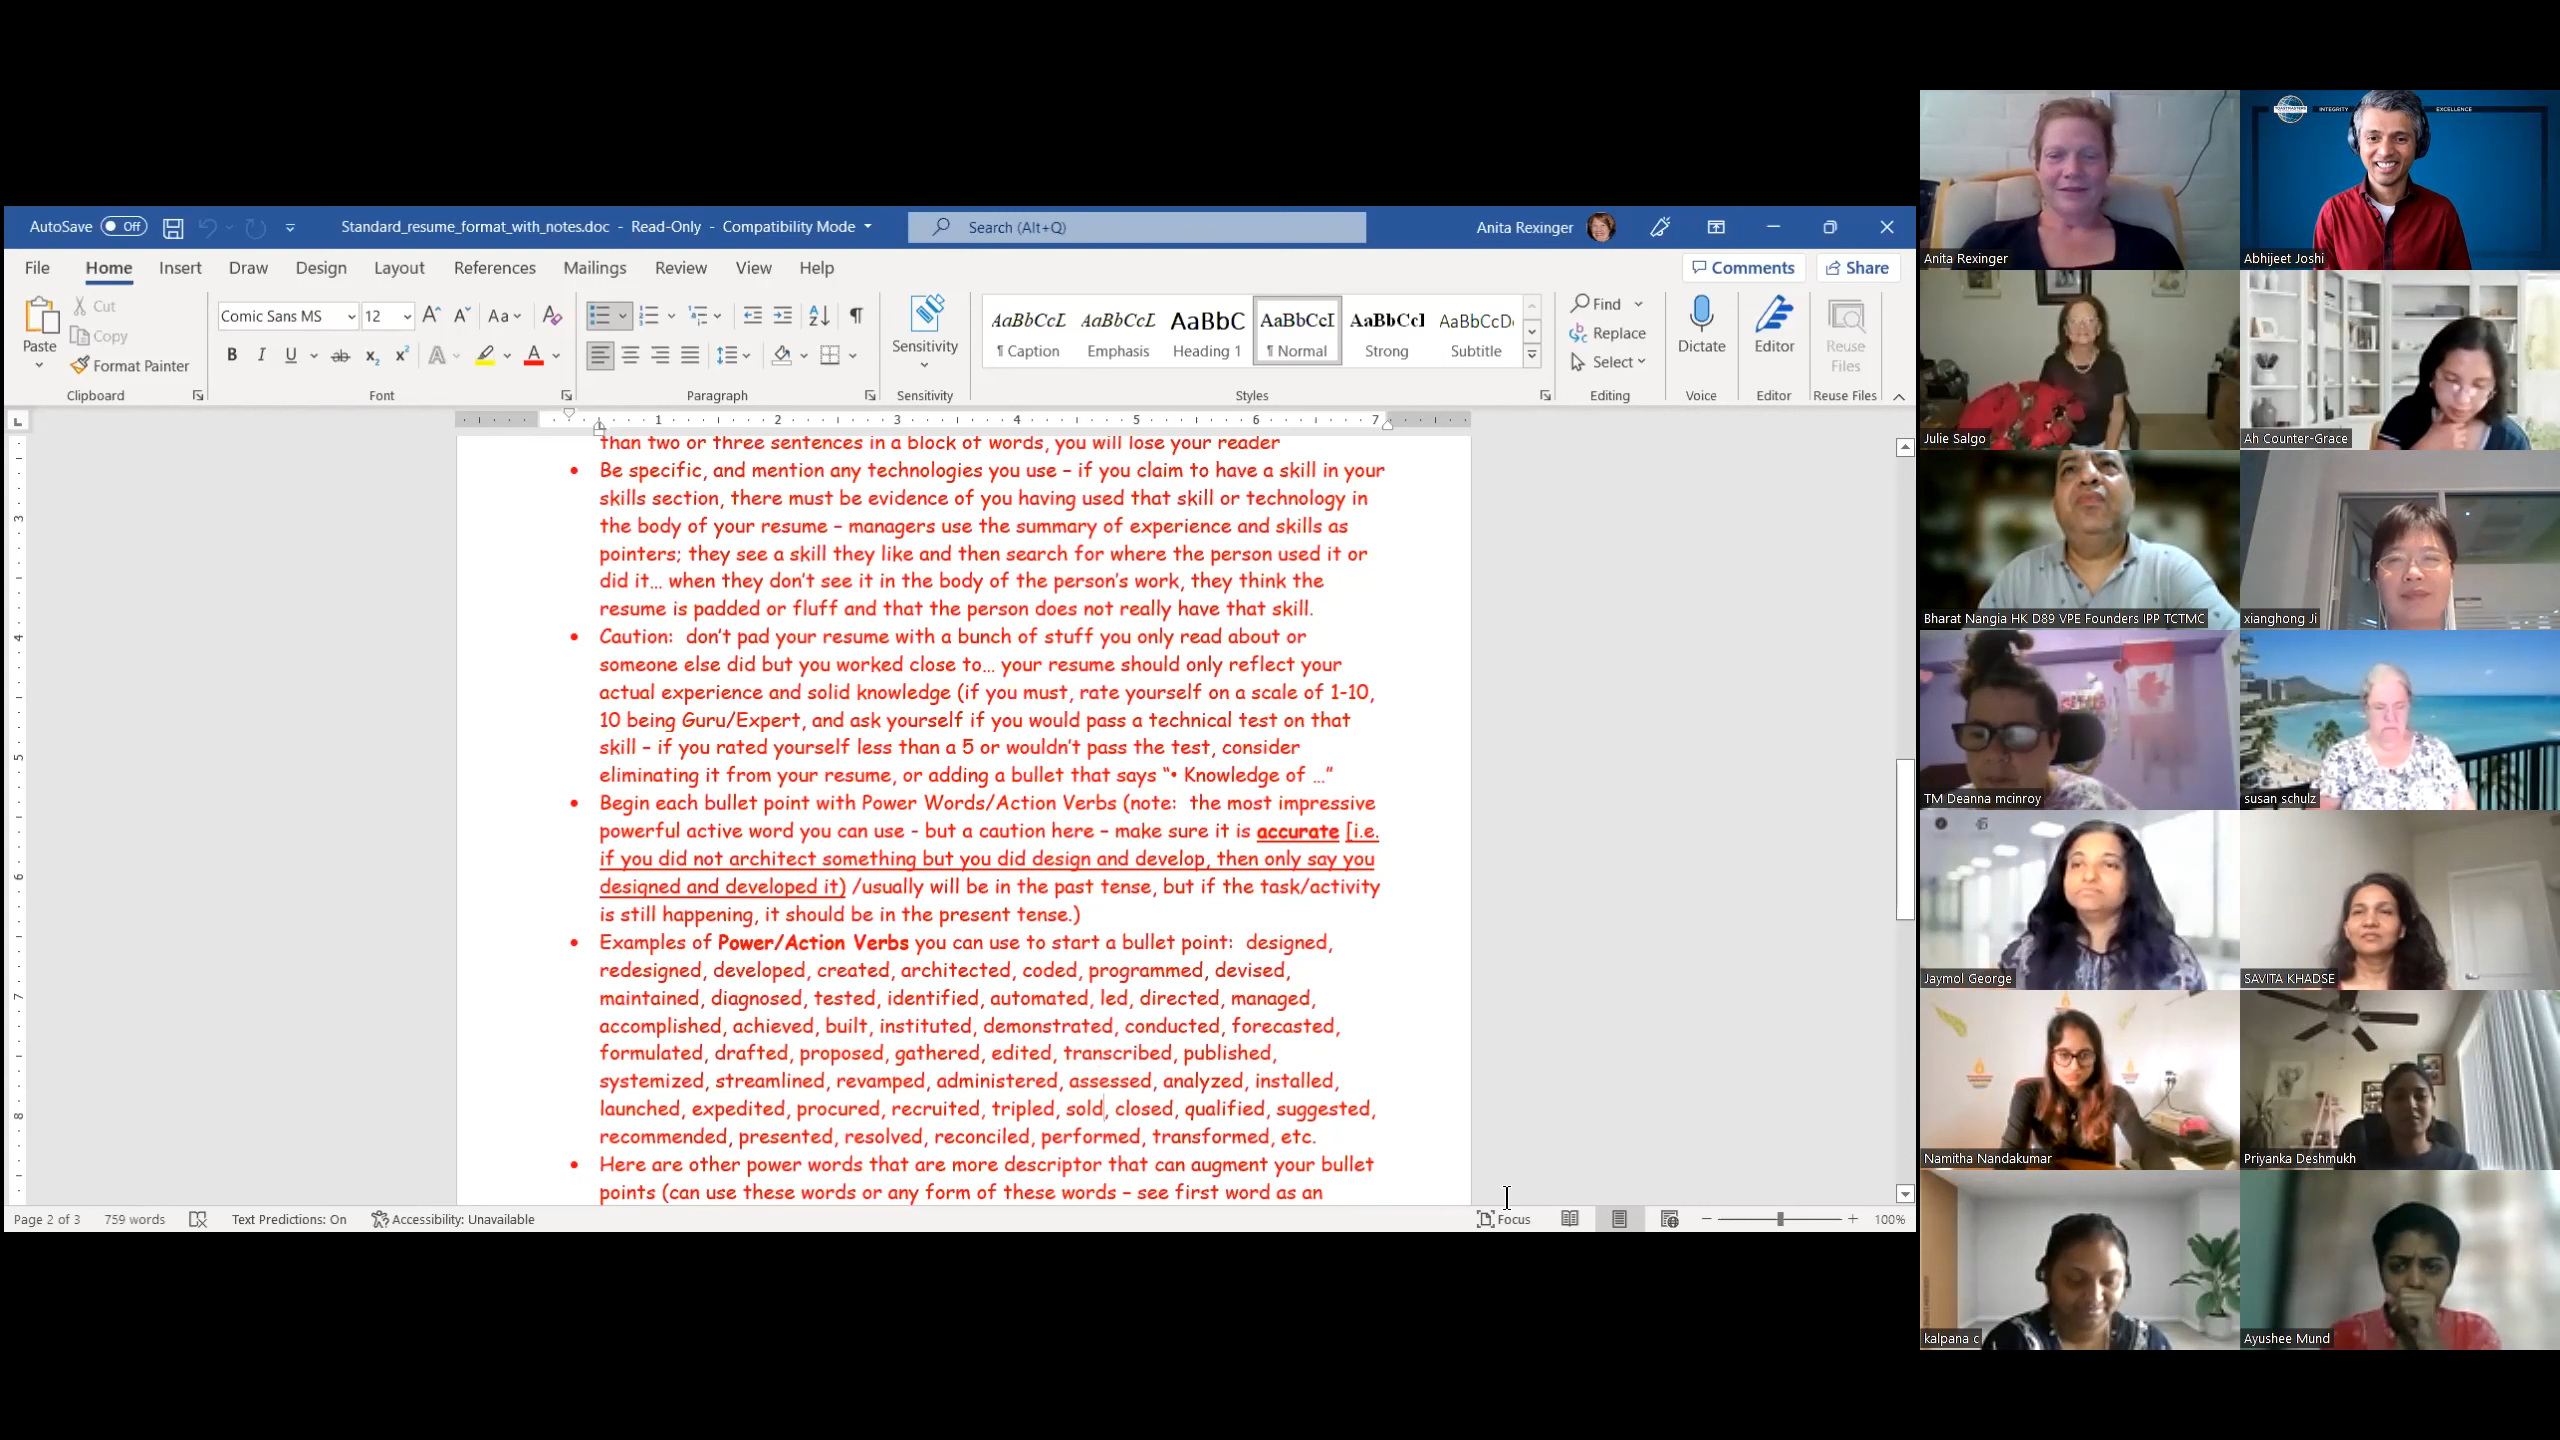 AutoSave Off Standard_resume_format_with_notes.doc - Read-Only - Compatibility Mode Search (Alt+Q) Anita Rexinger
File Home Insert Draw Design Layout References Mailings Review View Help Comments Share
Paste Cut Copy Format Painter Clipboard
Comic Sans MS 12 Font
Paragraph
Sensitivity Sensitivity
AaBbCcL AaBbCcL AaBbC AaBbCcI AaBbCcI AaBbCcD
¶ Caption Emphasis Heading 1 ¶ Normal Strong Subtitle
Styles
Find Replace Select Editing
Dictate Voice
Editor Editor
Reuse Files Reuse Files
1 2 3 4 5 6 7
than two or three sentences in a block of words, you will lose your reader
• Be specific, and mention any technologies you use – if you claim to have a skill in your
skills section, there must be evidence of you having used that skill or technology in
the body of your resume – managers use the summary of experience and skills as
pointers; they see a skill they like and then search for where the person used it or
did it… when they don't see it in the body of the person's work, they think the
resume is padded or fluff and that the person does not really have that skill.
• Caution:  don't pad your resume with a bunch of stuff you only read about or
someone else did but you worked close to… your resume should only reflect your
actual experience and solid knowledge (if you must, rate yourself on a scale of 1-10,
10 being Guru/Expert, and ask yourself if you would pass a technical test on that
skill – if you rated yourself less than a 5 or wouldn't pass the test, consider
eliminating it from your resume, or adding a bullet that says “• Knowledge of …”
• Begin each bullet point with Power Words/Action Verbs (note:  the most impressive
powerful active word you can use - but a caution here – make sure it is accurate [i.e.
if you did not architect something but you did design and develop, then only say you
designed and developed it) /usually will be in the past tense, but if the task/activity
is still happening, it should be in the present tense.)
• Examples of Power/Action Verbs you can use to start a bullet point:  designed,
redesigned, developed, created, architected, coded, programmed, devised,
maintained, diagnosed, tested, identified, automated, led, directed, managed,
accomplished, achieved, built, instituted, demonstrated, conducted, forecasted,
formulated, drafted, proposed, gathered, edited, transcribed, published,
systemized, streamlined, revamped, administered, assessed, analyzed, installed,
launched, expedited, procured, recruited, tripled, sold, closed, qualified, suggested,
recommended, presented, resolved, reconciled, performed, transformed, etc.
• Here are other power words that are more descriptor that can augment your bullet
points (can use these words or any form of these words – see first word as an
3
4
5
6
7
8
Page 2 of 3 759 words Text Predictions: On Accessibility: Unavailable Focus 100%
INTEGRITY EXCELLENCE
Anita Rexinger
Abhijeet Joshi
Julie Salgo
Ah Counter-Grace
Bharat Nangia HK D89 VPE Founders IPP TCTMC
xianghong Ji
TM Deanna mcinroy
susan schulz
Jaymol George
SAVITA KHADSE
Namitha Nandakumar
Priyanka Deshmukh
kalpana c
Ayushee Mund